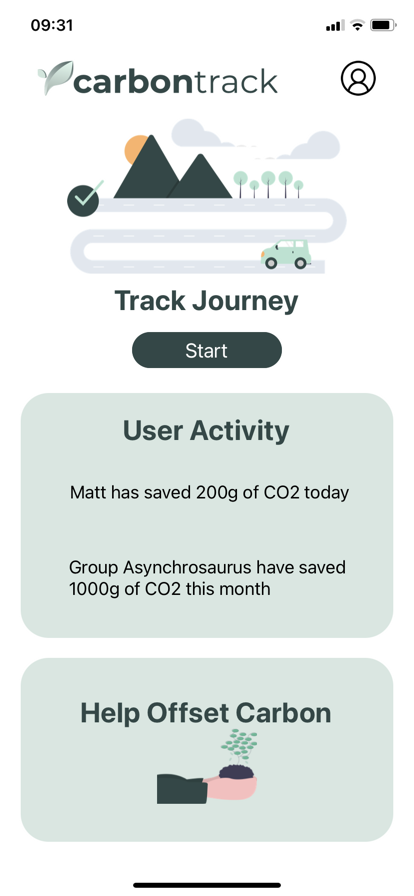 09:31
carbontrack
Track Journey
Start
User Activity
Matt has saved 200g of CO2 today
Group Asynchrosaurus have saved
1000g of CO2 this month
Help Offset Carbon